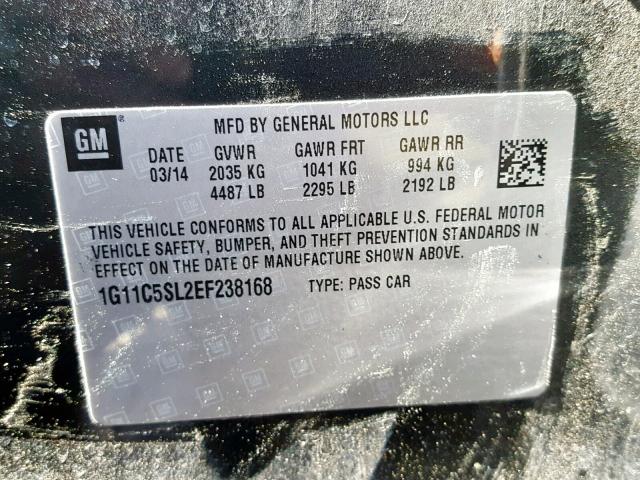 GM
MFD BY GENERAL MOTORS LLC
DATE GVWR GAWR FRT GAWR RR
03/14 2035 KG 1041 KG 994 KG
4487 LB 2295 LB 2192 LB
THIS VEHICLE CONFORMS TO ALL APPLICABLE U.S. FEDERAL MOTOR
VEHICLE SAFETY, BUMPER, AND THEFT PREVENTION STANDARDS IN
EFFECT ON THE DATE OF MANUFACTURE SHOWN ABOVE.
1G11C5SL2EF238168 TYPE: PASS CAR